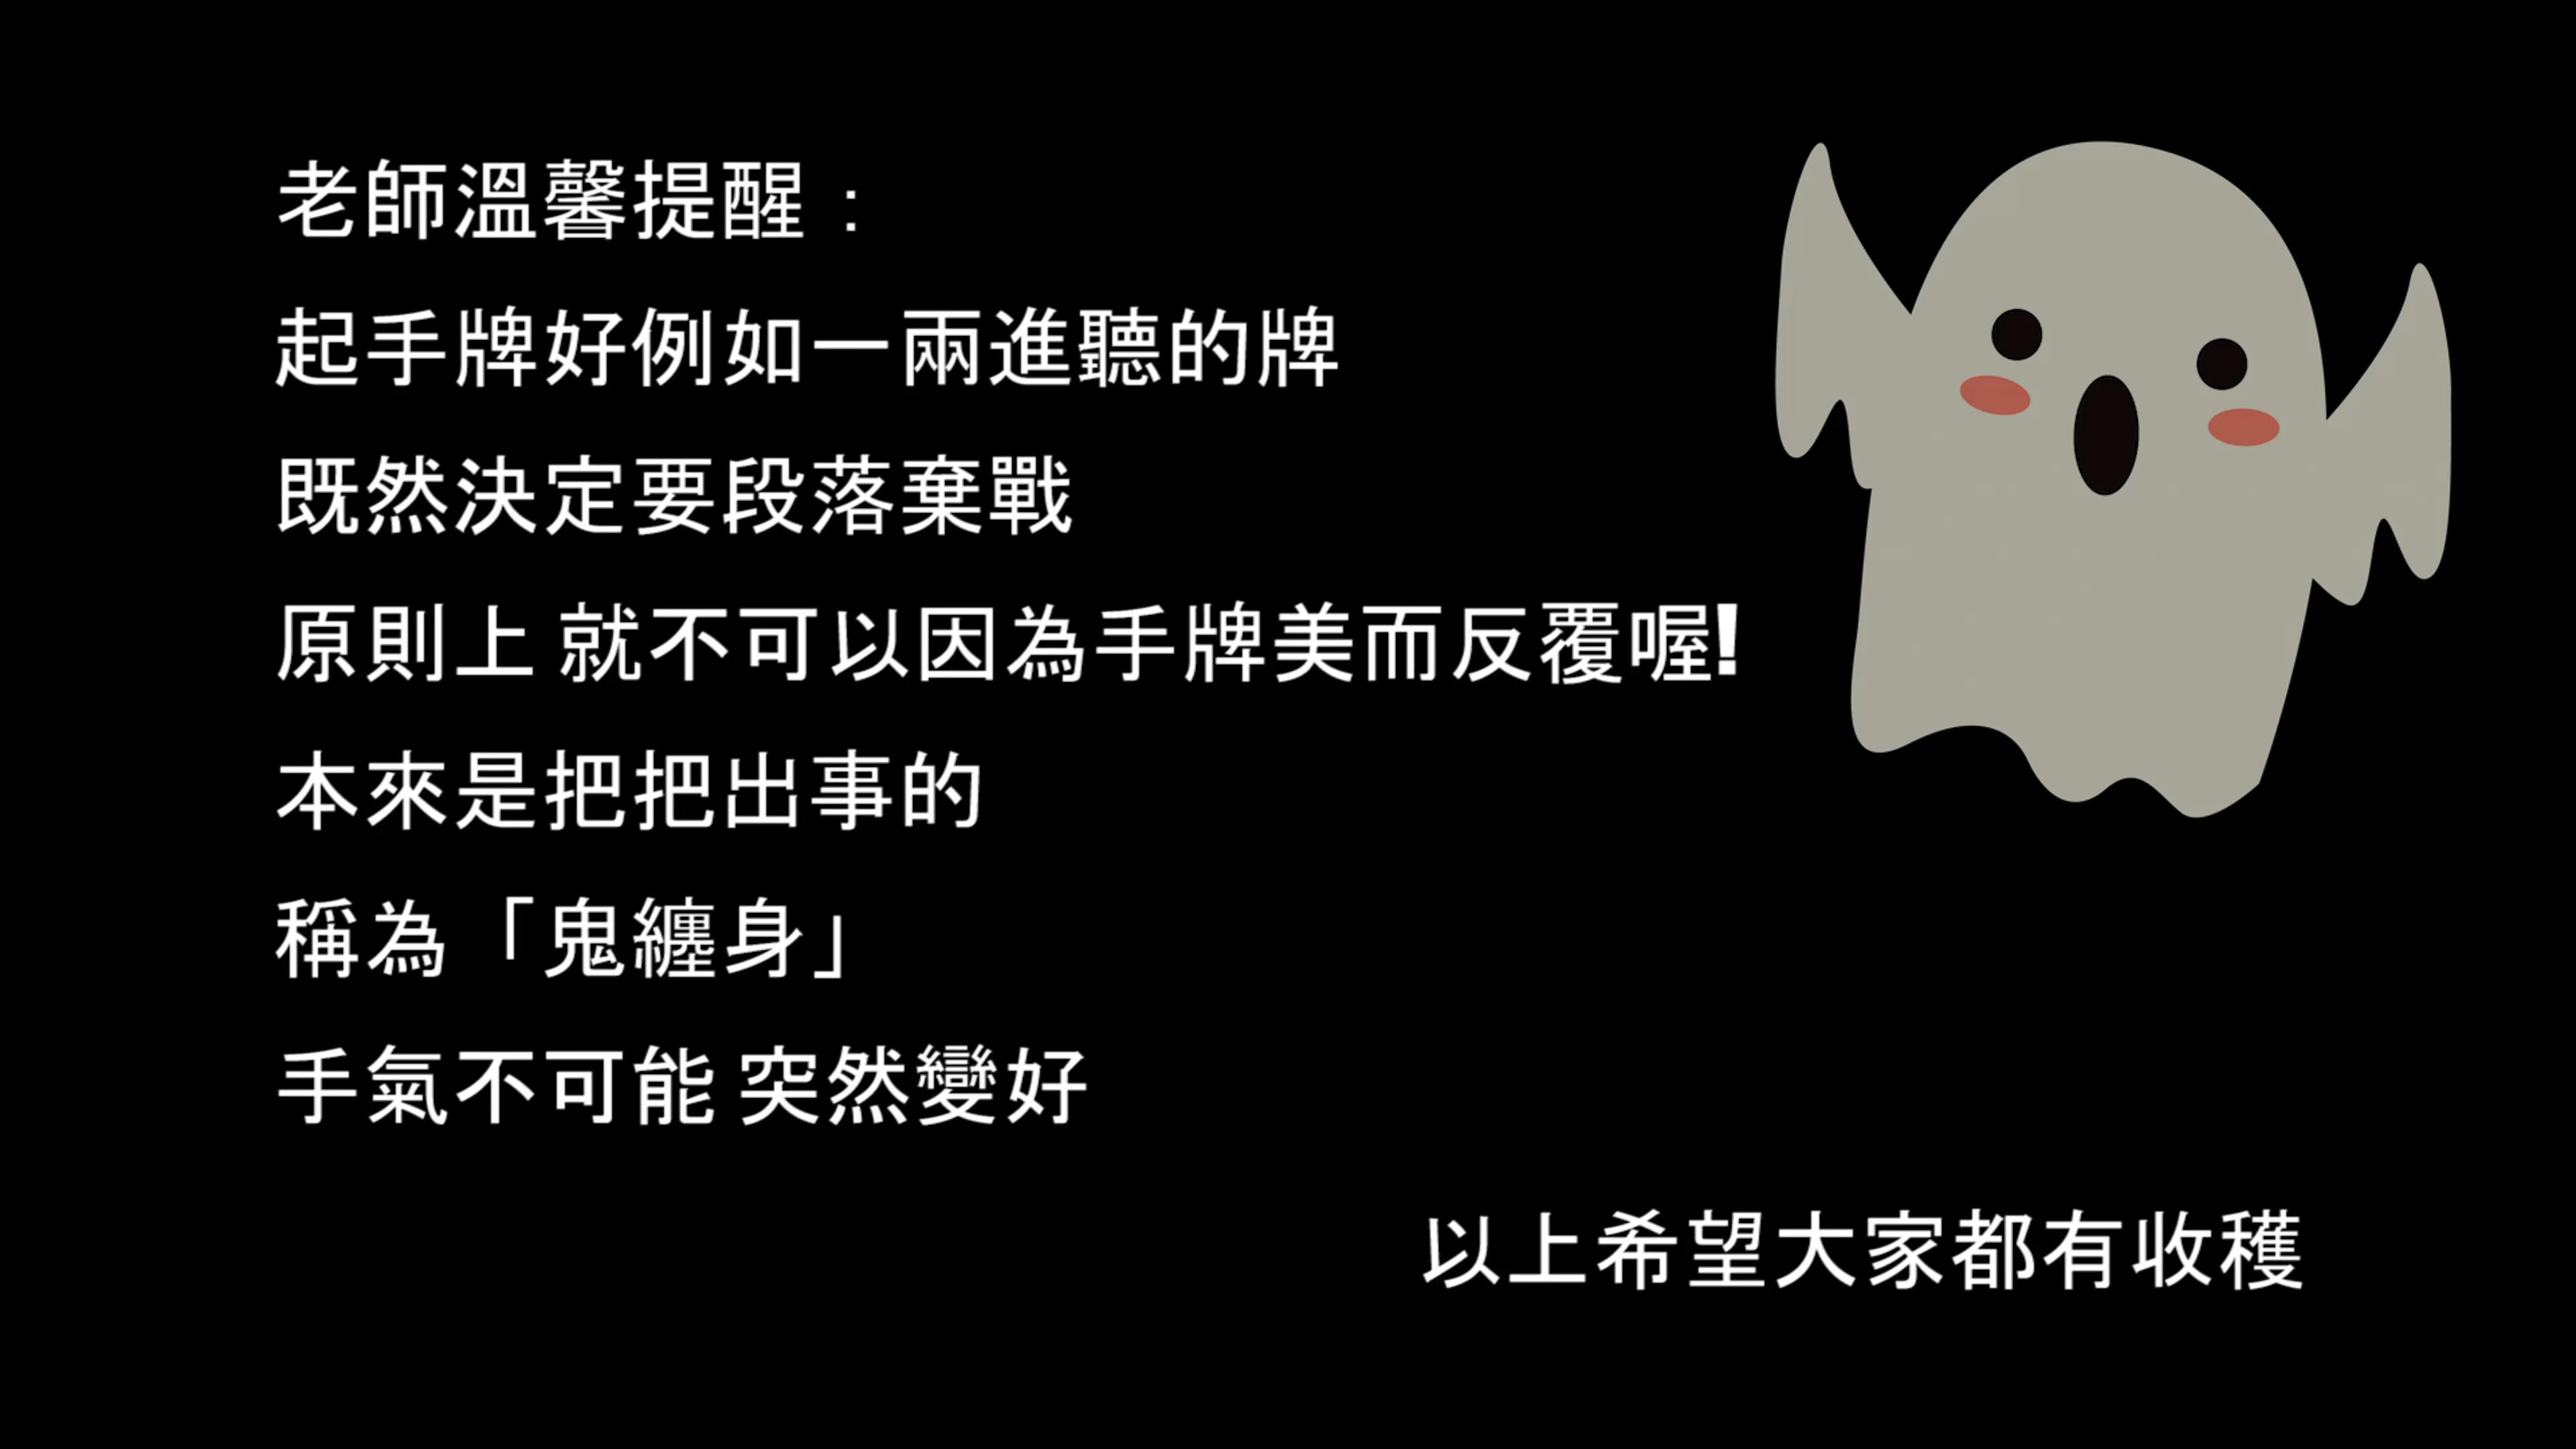 老師溫馨提醒：
起手牌好例如一兩進聽的牌
既然決定要段落棄戰
原則上 就不可以因為手牌美而反覆喔!
本來是把把出事的
稱為「鬼纏身」
手氣不可能 突然變好
以上希望大家都有收穫